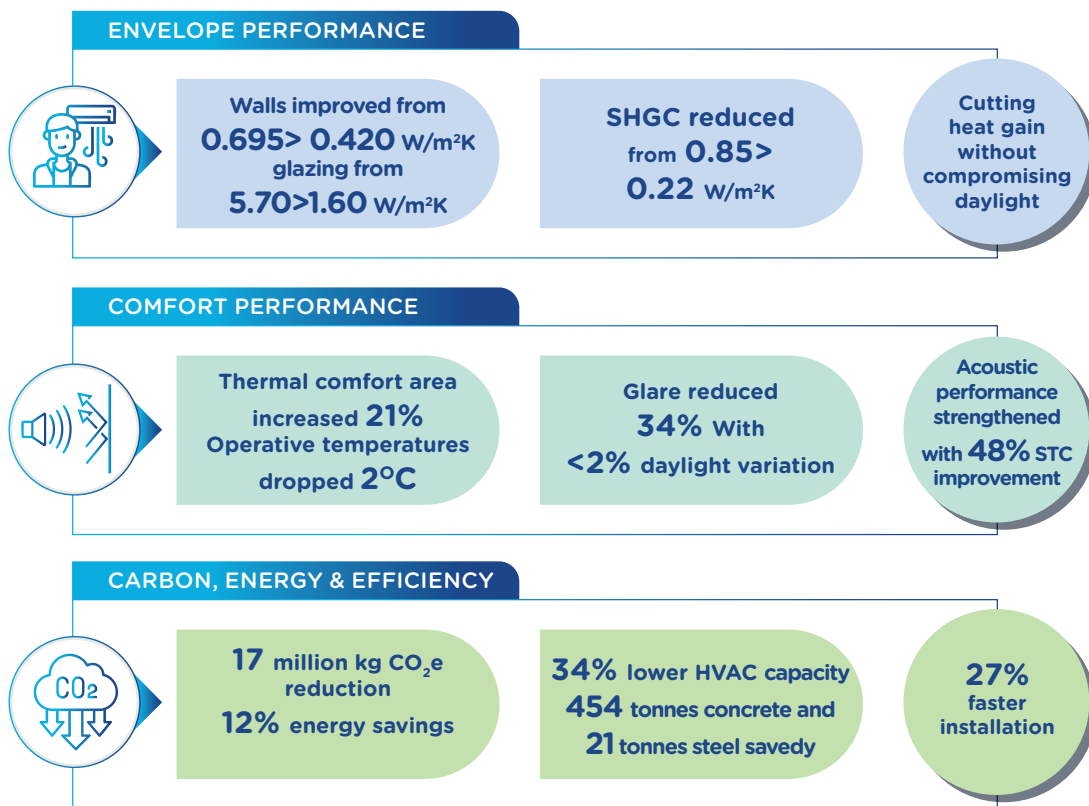 ENVELOPE PERFORMANCE
Walls improved from
0.695> 0.420 W/m²K
glazing from
5.70>1.60 W/m²K
SHGC reduced
from 0.85>
0.22 W/m²K
Cutting
heat gain
without
compromising
daylight
COMFORT PERFORMANCE
Thermal comfort area
increased 21%
Operative temperatures
dropped 2°C
Glare reduced
34% With
<2% daylight variation
Acoustic
performance
strengthened
with 48% STC
improvement
CARBON, ENERGY & EFFICIENCY
CO2
17 million kg CO₂e
reduction
12% energy savings
34% lower HVAC capacity
454 tonnes concrete and
21 tonnes steel savedy
27%
faster
installation